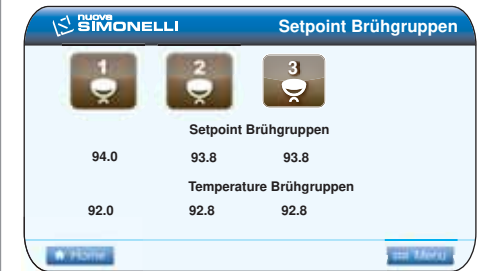 nuova
SIMONELLI Setpoint Brühgruppen
1 2 3
Setpoint Brühgruppen
94.0 93.8 93.8
Temperature Brühgruppen
92.0 92.8 92.8
Home Menu